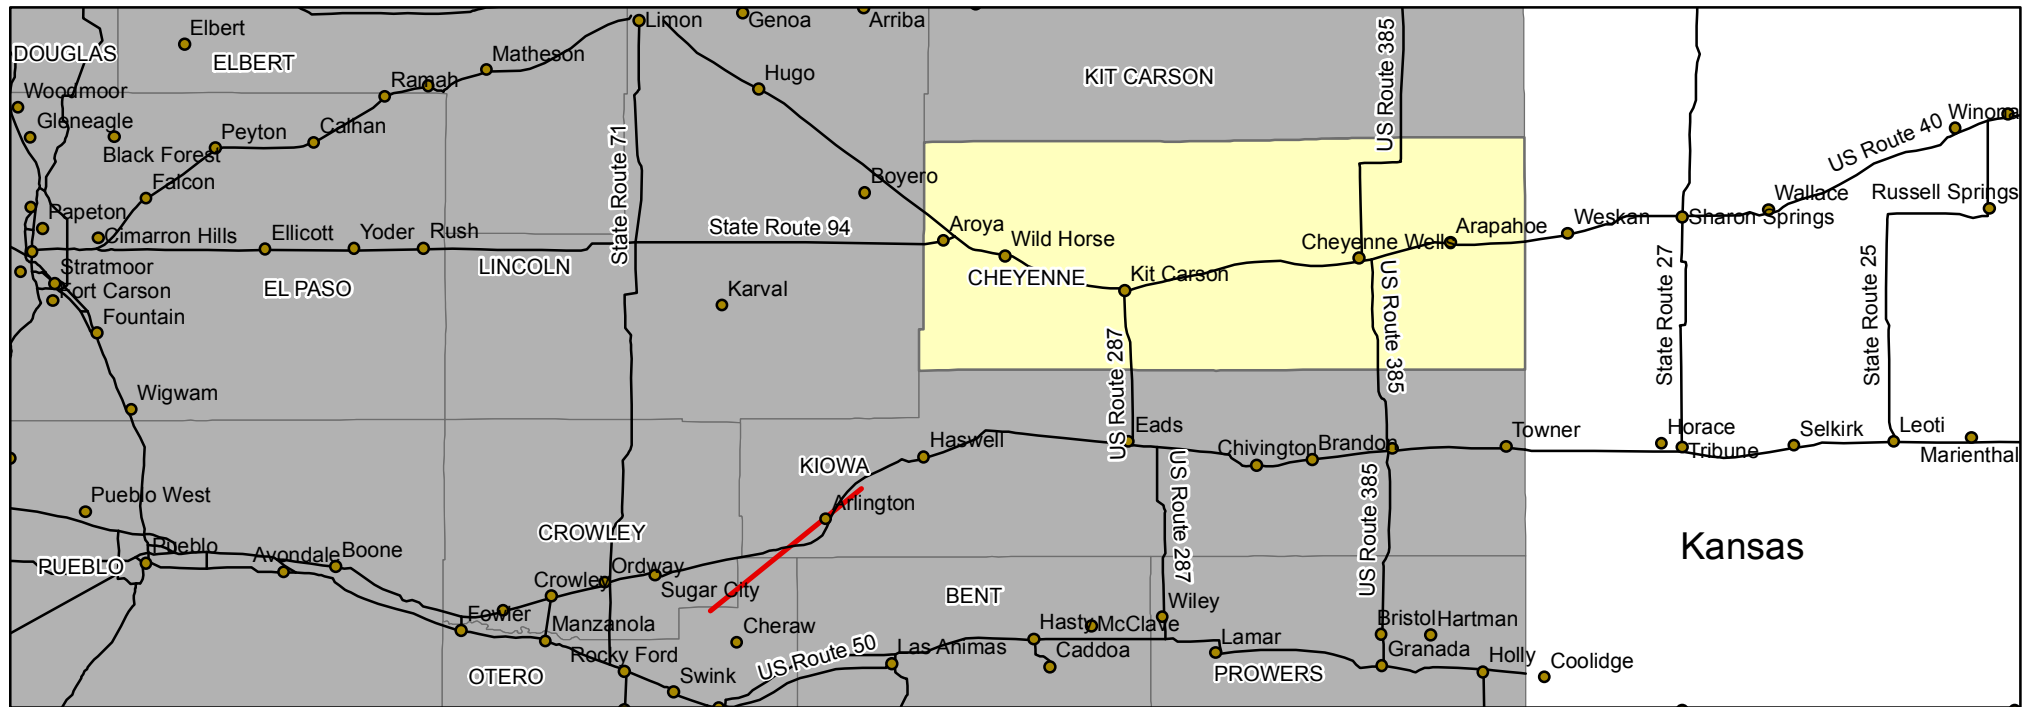 Elbert
Limon
Genoa
Arriba
US Route 385
DOUGLAS
ELBERT
Matheson
Ramah
Hugo
KIT CARSON
Woodmoor
Gleneagle
Black Forest
Peyton
Calhan
State Route 71
Winona
US Route 40
Falcon
Boyero
Wallace
Russell Springs
Papeton
Cimarron Hills
Ellicott
Yoder
Rush
State Route 94
Aroya
Wild Horse
Cheyenne Wells
Arapahoe
Weskan
Sharon Springs
Stratmoor
Fort Carson
EL PASO
LINCOLN
CHEYENNE
Kit Carson
Karval
Fountain
US Route 287
US Route 385
State Route 27
State Route 25
Wigwam
Haswell
Eads
Chivington
Brandon
Towner
Horace
Tribune
Selkirk
Leoti
Marienthal
KIOWA
Pueblo West
Arlington
US Route 287
US Route 385
CROWLEY
Kansas
PUEBLO
Pueblo
Avondale
Boone
Ordway
Crowley
Sugar City
BENT
Fowler
Manzanola
Cheraw
Hasty
McClave
Wiley
Bristol
Hartman
Rocky Ford
US Route 50
Las Animas
Caddoa
Lamar
Granada
OTERO
Swink
PROWERS
Holly
Coolidge